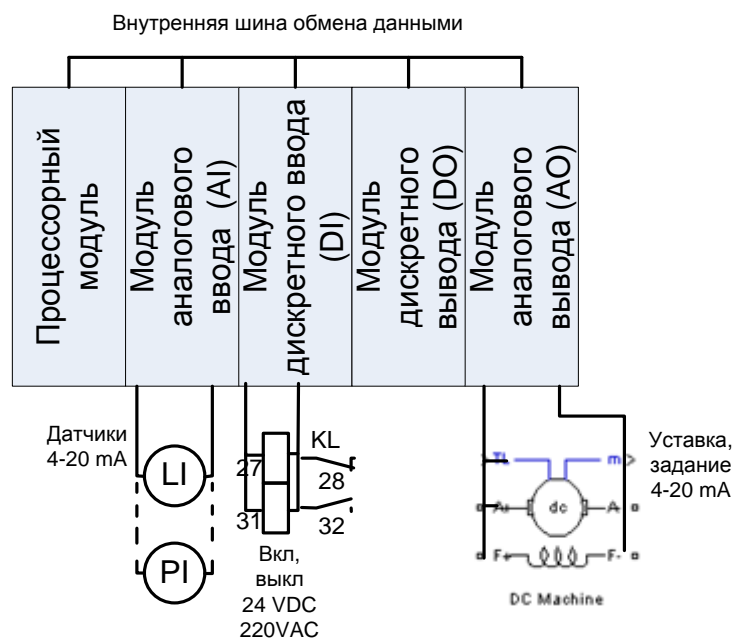 Внутренняя шина обмена данными
Процессорный
модуль
Модуль
аналогового
ввода (AI)
Модуль
дискретного ввода
(DI)
Модуль
дискретного
вывода (DO)
Модуль
аналогового
вывода (AO)
Датчики
4-20 mA
LI
PI
27
31
KL
28
32
Вкл,
выкл
24 VDC
220VAC
TL
m
A+
dc
A-
F+
F-
DC Machine
Уставка,
задание
4-20 mA